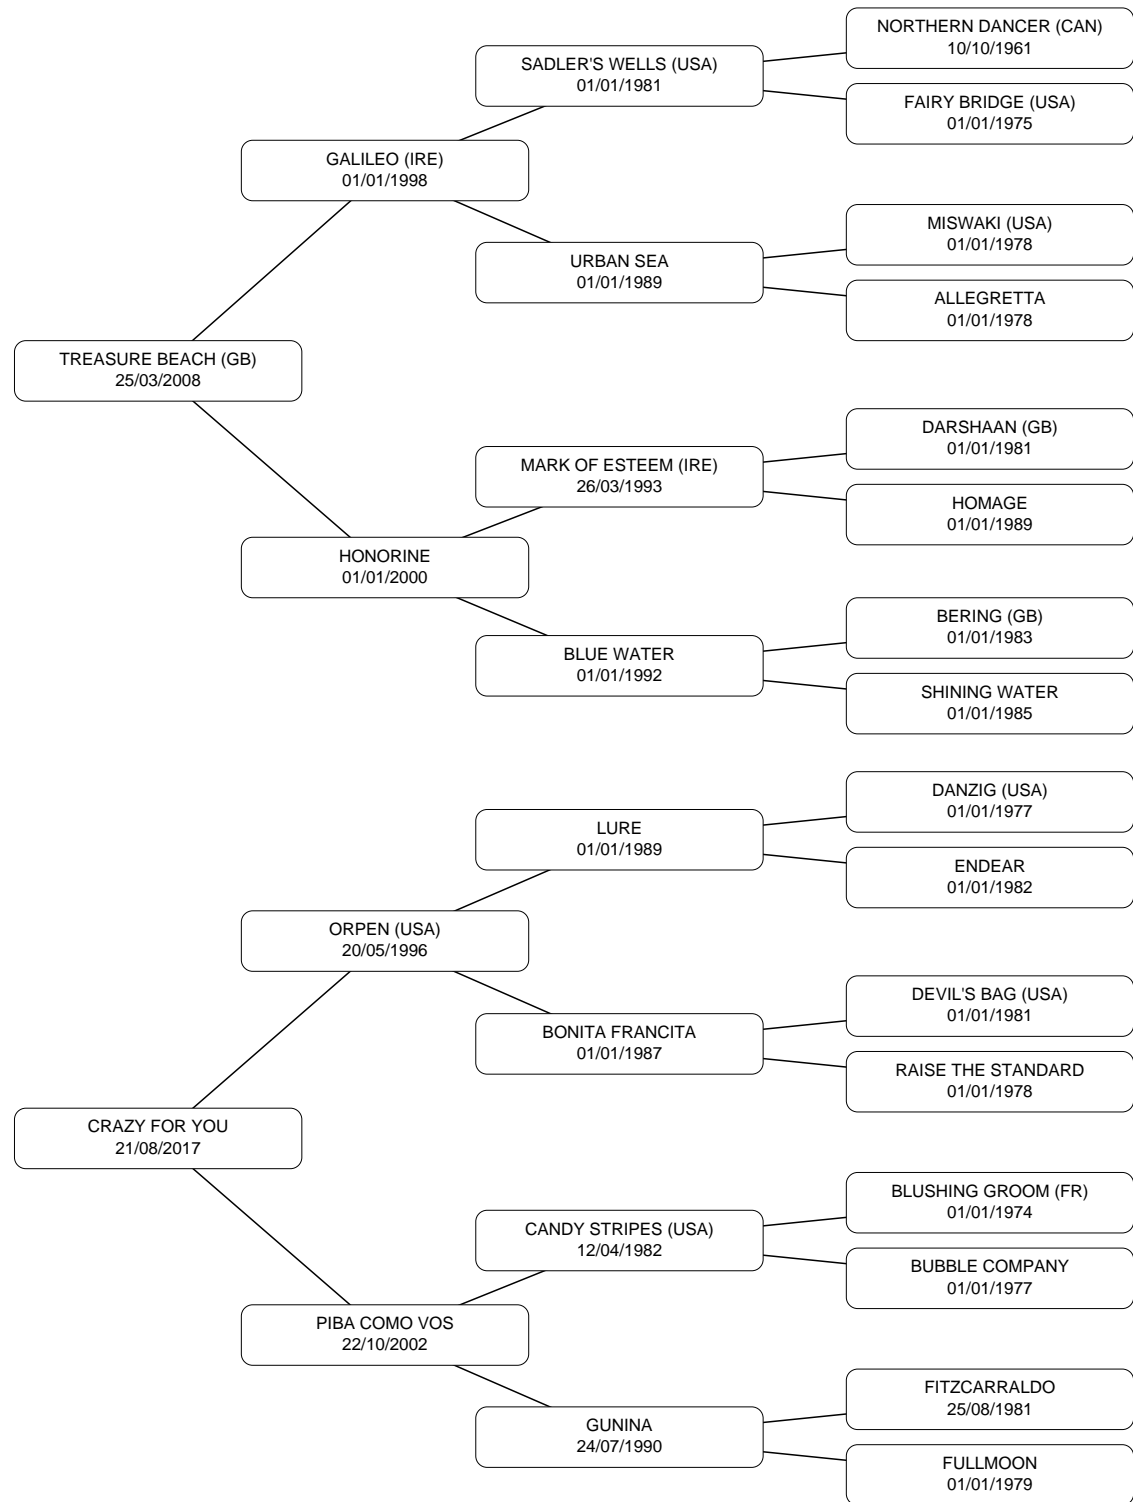 NORTHERN DANCER (CAN)
10/10/1961
SADLER'S WELLS (USA)
01/01/1981
FAIRY BRIDGE (USA)
01/01/1975
GALILEO (IRE)
01/01/1998
MISWAKI (USA)
01/01/1978
URBAN SEA
01/01/1989
ALLEGRETTA
01/01/1978
TREASURE BEACH (GB)
25/03/2008
DARSHAAN (GB)
01/01/1981
MARK OF ESTEEM (IRE)
26/03/1993
HOMAGE
01/01/1989
HONORINE
01/01/2000
BERING (GB)
01/01/1983
BLUE WATER
01/01/1992
SHINING WATER
01/01/1985
DANZIG (USA)
01/01/1977
LURE
01/01/1989
ENDEAR
01/01/1982
ORPEN (USA)
20/05/1996
DEVIL'S BAG (USA)
01/01/1981
BONITA FRANCITA
01/01/1987
RAISE THE STANDARD
01/01/1978
CRAZY FOR YOU
21/08/2017
BLUSHING GROOM (FR)
01/01/1974
CANDY STRIPES (USA)
12/04/1982
BUBBLE COMPANY
01/01/1977
PIBA COMO VOS
22/10/2002
FITZCARRALDO
25/08/1981
GUNINA
24/07/1990
FULLMOON
01/01/1979